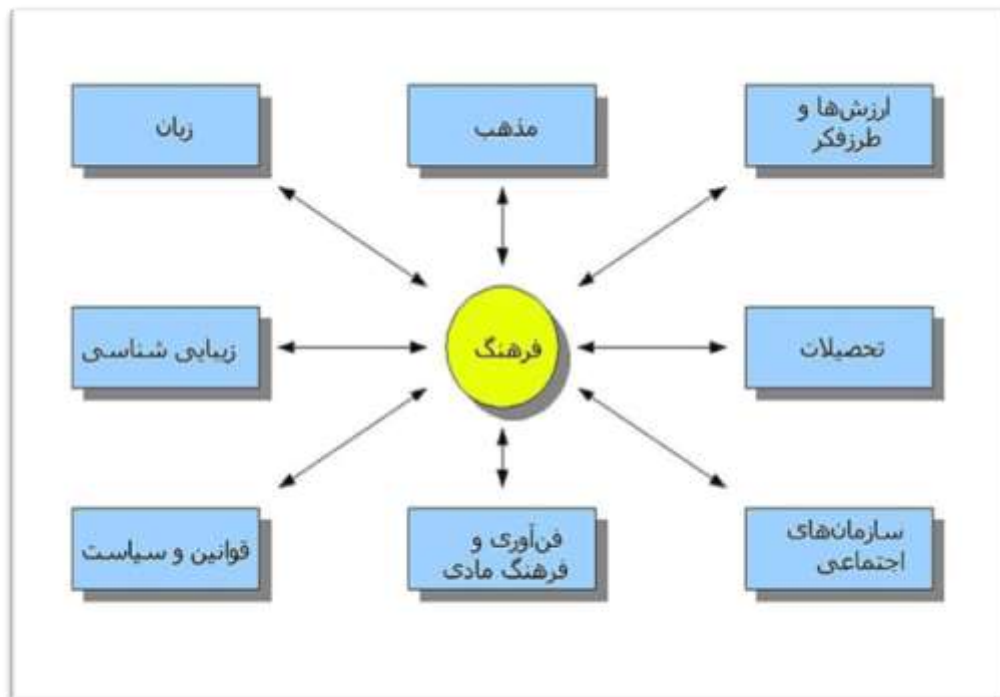 ارزش‌ها و
طرزفکر
مذهب
زبان
تحصیلات
فرهنگ
زیبایی شناسی
سازمان‌های
اجتماعی
فن‌آوری و
فرهنگ مادی
قوانین و سیاست